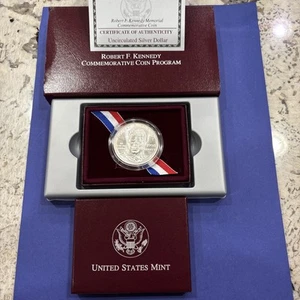 Robert F. Kennedy Memorial
Commemorative Coin
CERTIFICATE OF AUTHENTICITY
Uncirculated Silver Dollar
ROBERT F. KENNEDY
COMMEMORATIVE COIN PROGRAM
UNITED STATES MINT